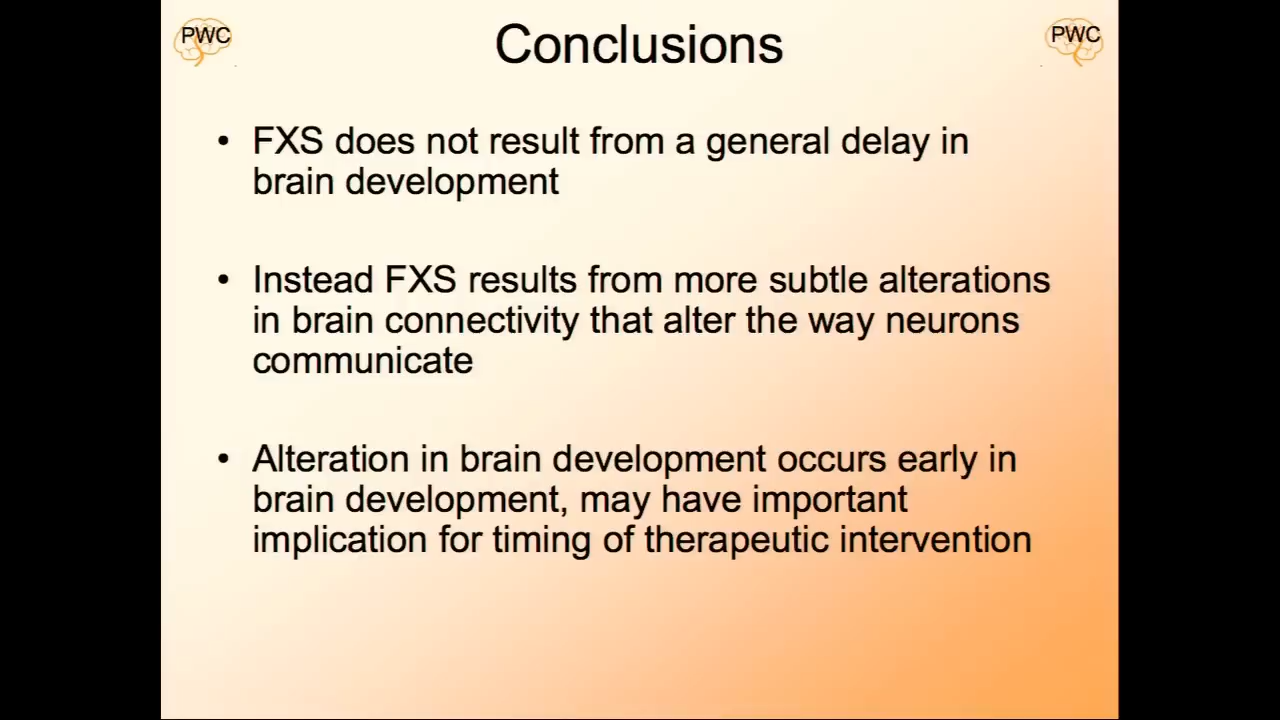 PWC
Conclusions
PWC
• FXS does not result from a general delay in
brain development
• Instead FXS results from more subtle alterations
in brain connectivity that alter the way neurons
communicate
• Alteration in brain development occurs early in
brain development, may have important
implication for timing of therapeutic intervention